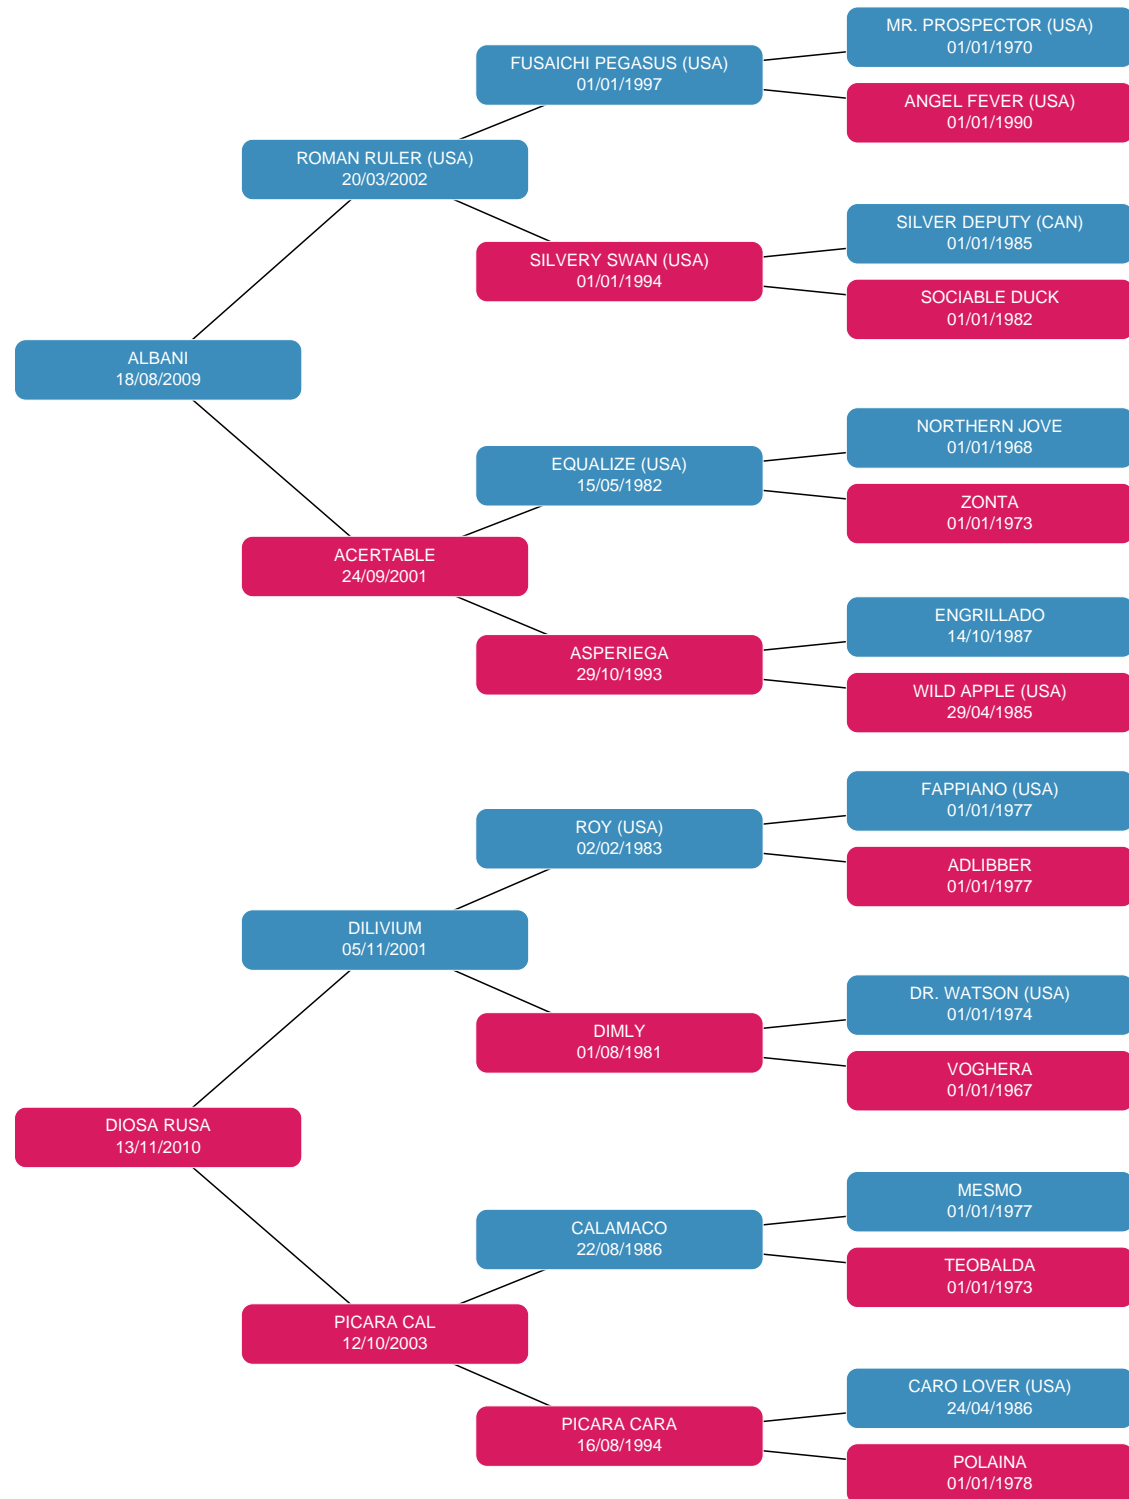 MR. PROSPECTOR (USA)
01/01/1970
FUSAICHI PEGASUS (USA)
01/01/1997
ANGEL FEVER (USA)
01/01/1990
ROMAN RULER (USA)
20/03/2002
SILVER DEPUTY (CAN)
01/01/1985
SILVERY SWAN (USA)
01/01/1994
SOCIABLE DUCK
01/01/1982
ALBANI
18/08/2009
NORTHERN JOVE
01/01/1968
EQUALIZE (USA)
15/05/1982
ZONTA
01/01/1973
ACERTABLE
24/09/2001
ENGRILLADO
14/10/1987
ASPERIEGA
29/10/1993
WILD APPLE (USA)
29/04/1985
FAPPIANO (USA)
01/01/1977
ROY (USA)
02/02/1983
ADLIBBER
01/01/1977
DILIVIUM
05/11/2001
DR. WATSON (USA)
01/01/1974
DIMLY
01/08/1981
VOGHERA
01/01/1967
DIOSA RUSA
13/11/2010
MESMO
01/01/1977
CALAMACO
22/08/1986
TEOBALDA
01/01/1973
PICARA CAL
12/10/2003
CARO LOVER (USA)
24/04/1986
PICARA CARA
16/08/1994
POLAINA
01/01/1978